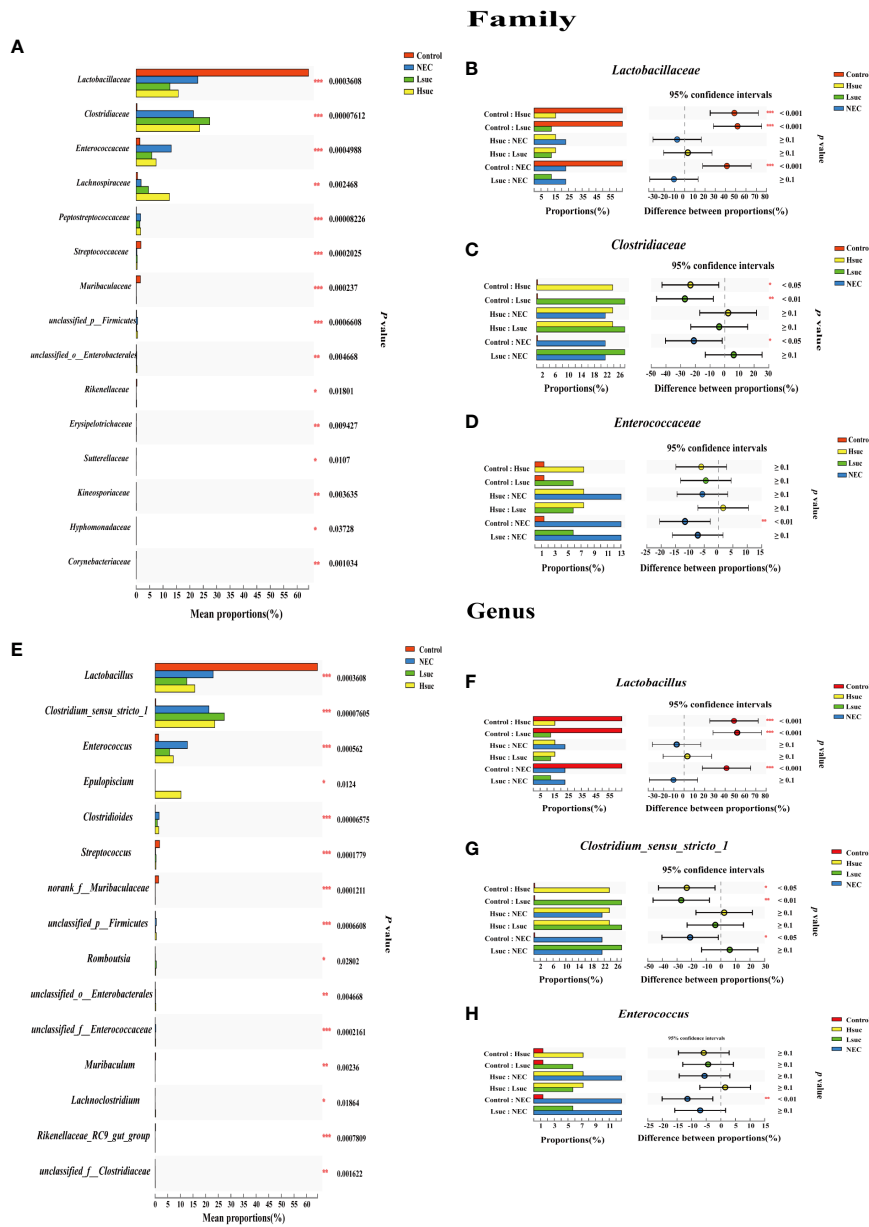 Family
A
Control
NEC
Lsuc
Hsuc
Lactobacillaceae *** 0.0003608
Clostridiaceae *** 0.00007612
Enterococcaceae *** 0.0004988
Lachnospiraceae ** 0.002468
Peptostreptococcaceae *** 0.00008226
Streptococcaceae *** 0.0002025
Muribaculaceae *** 0.000237
unclassified_p__Firmicutes *** 0.0006608
unclassified_o__Enterobacterales ** 0.004668
Rikenellaceae * 0.01801
Erysipelotrichaceae ** 0.009427
Sutterellaceae * 0.0107
Kineosporiaceae ** 0.003635
Hyphomonadaceae * 0.03728
Corynebacteriaceae ** 0.001034
P value
0 5 10 15 20 25 30 35 40 45 50 55 60
Mean proportions(%)
B
Lactobacillaceae
95% confidence intervals
Contro
Hsuc
Lsuc
NEC
Control : Hsuc *** < 0.001
Control : Lsuc *** < 0.001
Hsuc : NEC ≥ 0.1
Hsuc : Lsuc ≥ 0.1
Control : NEC *** < 0.001
Lsuc : NEC ≥ 0.1
p value
5 15 25 35 45 55 -30 -20 -10 0 10 20 30 40 50 60 70 80
Proportions(%) Difference between proportions(%)
C
Clostridiaceae
95% confidence intervals
Contro
Hsuc
Lsuc
NEC
Control : Hsuc * < 0.05
Control : Lsuc ** < 0.01
Hsuc : NEC ≥ 0.1
Hsuc : Lsuc ≥ 0.1
Control : NEC * < 0.05
Lsuc : NEC ≥ 0.1
p value
2 6 10 14 18 22 26 -50 -40 -30 -20 -10 0 10 20 30
Proportions(%) Difference between proportions(%)
D
Enterococcaceae
95% confidence intervals
Contro
Hsuc
Lsuc
NEC
Control : Hsuc ≥ 0.1
Control : Lsuc ≥ 0.1
Hsuc : NEC ≥ 0.1
Hsuc : Lsuc ≥ 0.1
Control : NEC ** < 0.01
Lsuc : NEC ≥ 0.1
p value
1 3 5 7 9 11 13 -25 -20 -15 -10 -5 0 5 10 15
Proportions(%) Difference between proportions(%)
Genus
E
Control
NEC
Lsuc
Hsuc
Lactobacillus *** 0.0003608
Clostridium_sensu_stricto_1 *** 0.00007605
Enterococcus *** 0.000562
Epulopiscium * 0.0124
Clostridioides *** 0.00006575
Streptococcus *** 0.0001779
norank_f__Muribaculaceae *** 0.0001211
unclassified_p__Firmicutes *** 0.0006608
Romboutsia * 0.02802
unclassified_o__Enterobacterales ** 0.004668
unclassified_f__Enterococcaceae *** 0.0002161
Muribaculum ** 0.00236
Lachnoclostridium * 0.01864
Rikenellaceae_RC9_gut_group *** 0.0007809
unclassified_f__Clostridiaceae ** 0.001622
P value
0 5 10 15 20 25 30 35 40 45 50 55 60
Mean proportions(%)
F
Lactobacillus
95% confidence intervals
Contro
Hsuc
Lsuc
NEC
Control : Hsuc *** < 0.001
Control : Lsuc *** < 0.001
Hsuc : NEC ≥ 0.1
Hsuc : Lsuc ≥ 0.1
Control : NEC *** < 0.001
Lsuc : NEC ≥ 0.1
p value
5 15 25 35 45 55 -30 -20 -10 0 10 20 30 40 50 60 70 80
Proportions(%) Difference between proportions(%)
G
Clostridium_sensu_stricto_1
95% confidence intervals
Contro
Hsuc
Lsuc
NEC
Control : Hsuc * < 0.05
Control : Lsuc ** < 0.01
Hsuc : NEC ≥ 0.1
Hsuc : Lsuc ≥ 0.1
Control : NEC * < 0.05
Lsuc : NEC ≥ 0.1
p value
2 6 10 14 18 22 26 -50 -40 -30 -20 -10 0 10 20 30
Proportions(%) Difference between proportions(%)
H
Enterococcus
95% confidence intervals
Contro
Hsuc
Lsuc
NEC
Control : Hsuc ≥ 0.1
Control : Lsuc ≥ 0.1
Hsuc : NEC ≥ 0.1
Hsuc : Lsuc ≥ 0.1
Control : NEC ** < 0.01
Lsuc : NEC ≥ 0.1
p value
1 3 5 7 9 11 -25 -20 -15 -10 -5 0 5 10 15
Proportions(%) Difference between proportions(%)